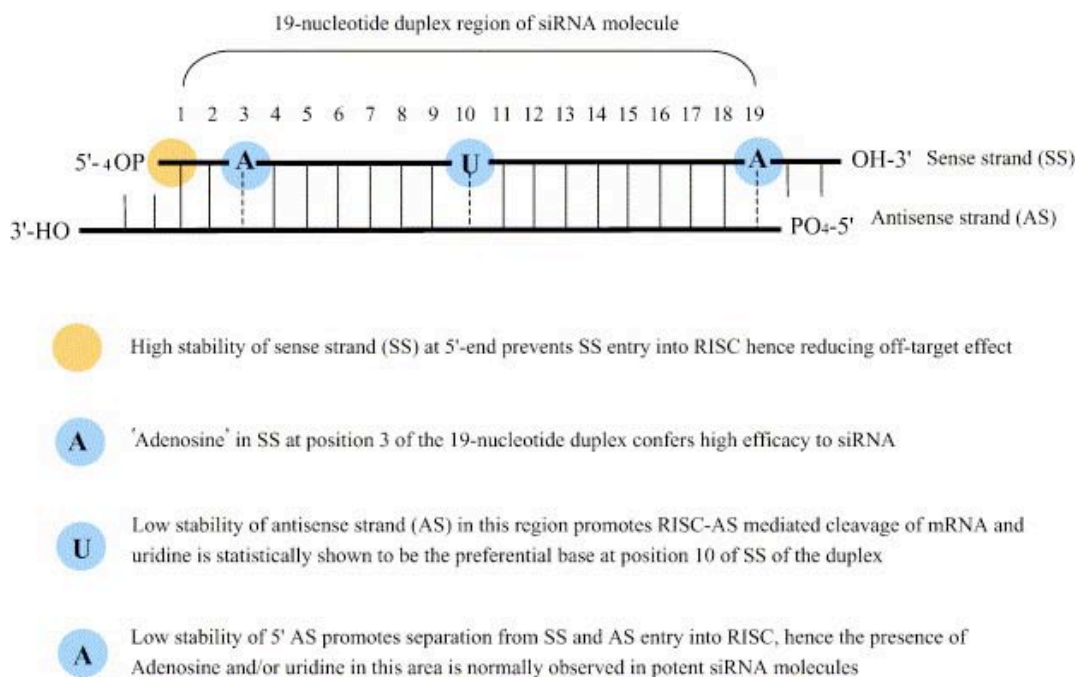 19-nucleotide duplex region of siRNA molecule
1 2 3 4 5 6 7 8 9 10 11 12 13 14 15 16 17 18 19
5'-4OP A U A OH-3' Sense strand (SS)
3'-HO PO4-5' Antisense strand (AS)
High stability of sense strand (SS) at 5'-end prevents SS entry into RISC hence reducing off-target effect
A 'Adenosine' in SS at position 3 of the 19-nucleotide duplex confers high efficacy to siRNA
Low stability of antisense strand (AS) in this region promotes RISC-AS mediated cleavage of mRNA and
U uridine is statistically shown to be the preferential base at position 10 of SS of the duplex
Low stability of 5' AS promotes separation from SS and AS entry into RISC, hence the presence of
A Adenosine and/or uridine in this area is normally observed in potent siRNA molecules